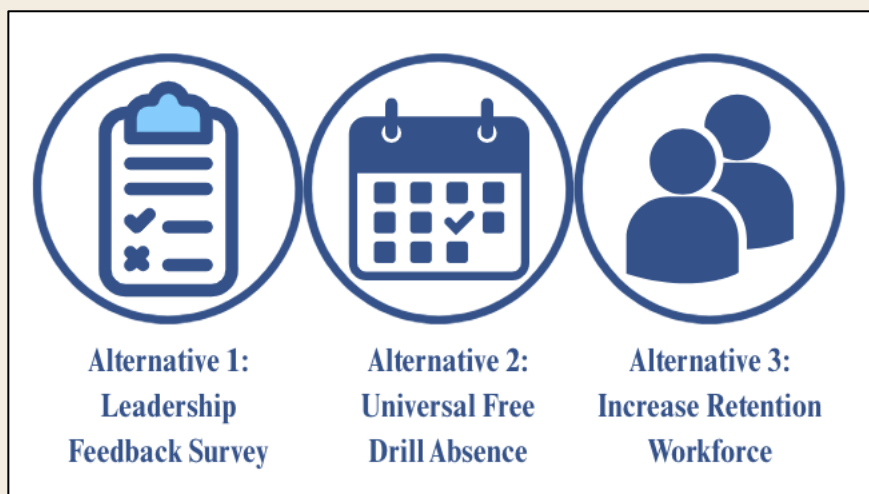 Alternative 1:
Leadership
Feedback Survey
Alternative 2:
Universal Free
Drill Absence
Alternative 3:
Increase Retention
Workforce